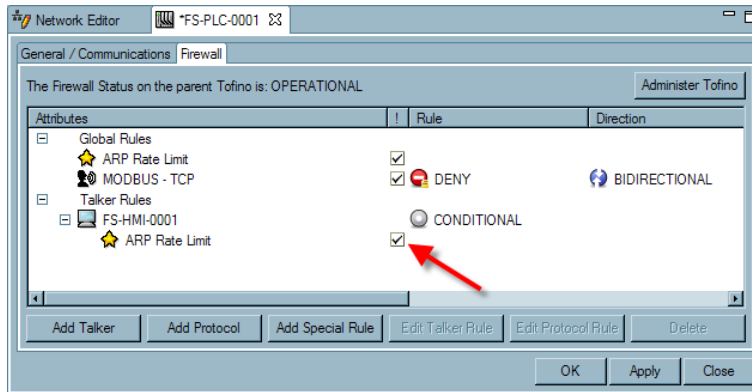 Network Editor *FS-PLC-0001
General / Communications Firewall
The Firewall Status on the parent Tofino is: OPERATIONAL Administer Tofino
Attributes ! Rule Direction
Global Rules
ARP Rate Limit
MODBUS - TCP DENY BIDIRECTIONAL
Talker Rules
FS-HMI-0001 CONDITIONAL
ARP Rate Limit
Add Talker Add Protocol Add Special Rule Edit Talker Rule Edit Protocol Rule Delete
OK Apply Close